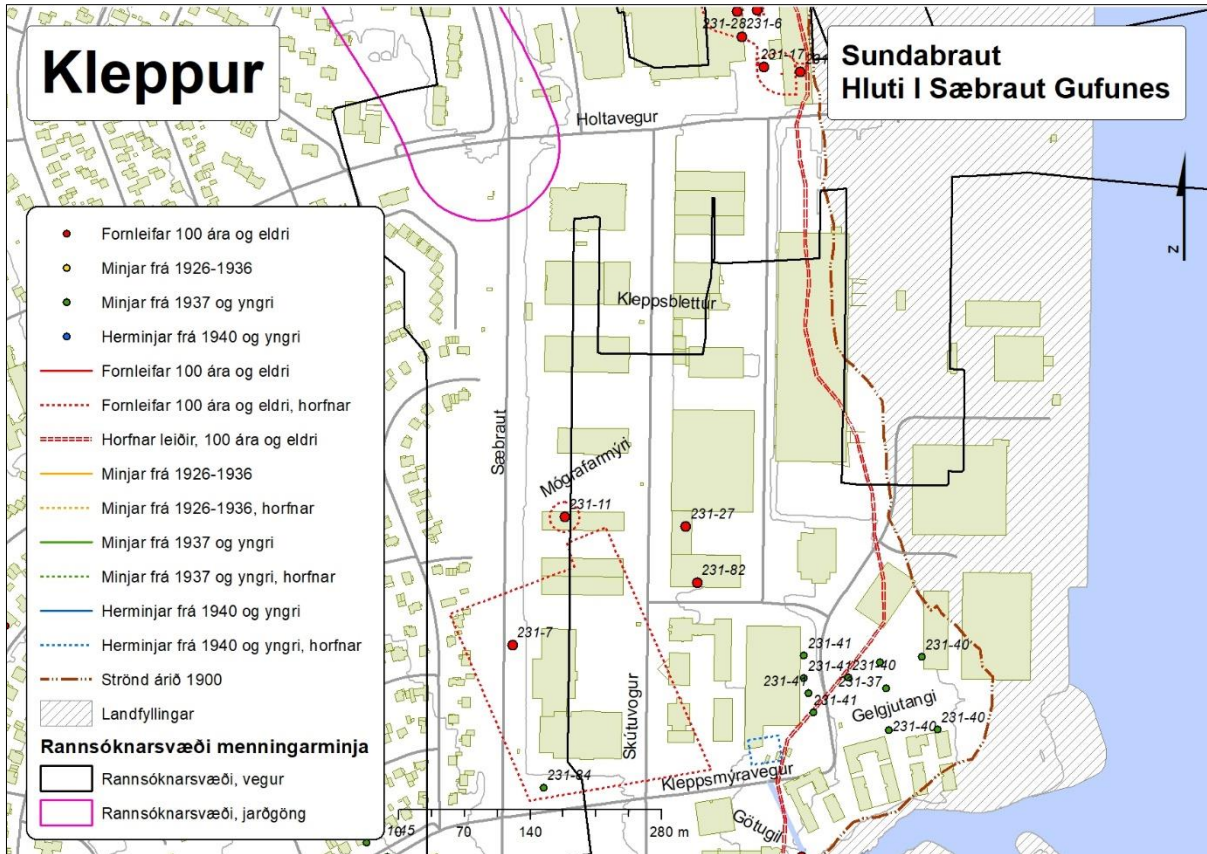 Kleppur
Sundabraut
Hluti I Sæbraut Gufunes
231-28
231-6
231-17
Holtavegur
z
Fornleifar 100 ára og eldri
Minjar frá 1926-1936
Minjar frá 1937 og yngri
Herminjar frá 1940 og yngri
Fornleifar 100 ára og eldri
Fornleifar 100 ára og eldri, horfnar
Horfnar leiðir, 100 ára og eldri
Minjar frá 1926-1936
Minjar frá 1926-1936, horfnar
Minjar frá 1937 og yngri
Minjar frá 1937 og yngri, horfnar
Herminjar frá 1940 og yngri
Herminjar frá 1940 og yngri, horfnar
Strönd árið 1900
Landfyllingar
Rannsóknarsvæði menningarminja
Rannsóknarsvæði, vegur
Rannsóknarsvæði, jarðgöng
Kleppsblettur
Sæbraut
Mógrafarmýri
231-11
231-27
231-82
231-7
231-41
231-41
231-40
231-40
231-41
231-37
231-41
Gelgjutangi
231-40
231-40
Skútuvogur
Kleppsmýravegur
231-84
70
140
280 m
Götugil